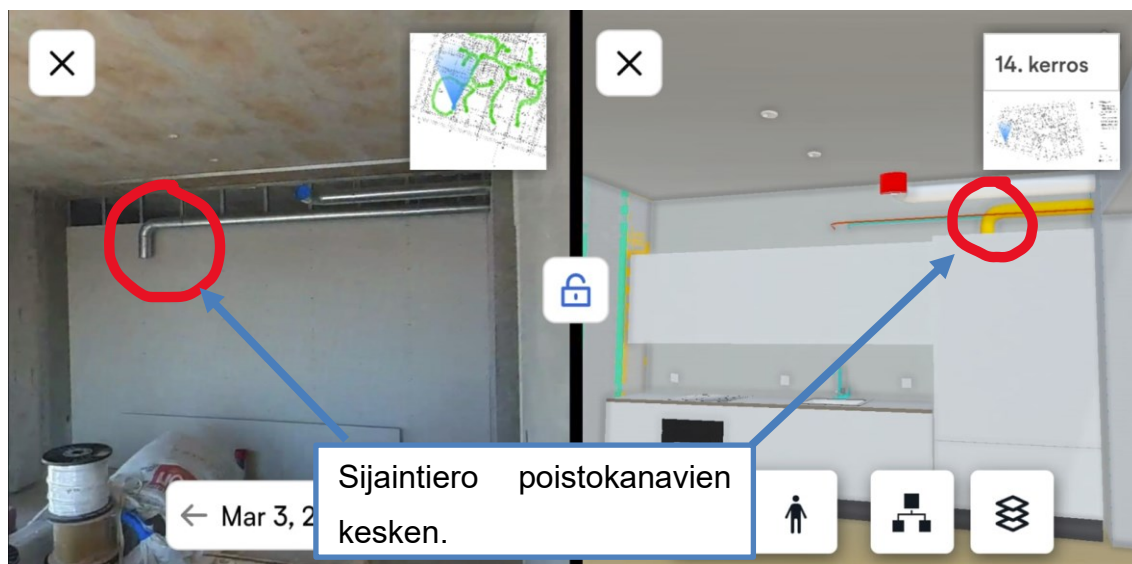 14. kerros
← Mar 3, 2
Sijaintiero poistokanavien
kesken.